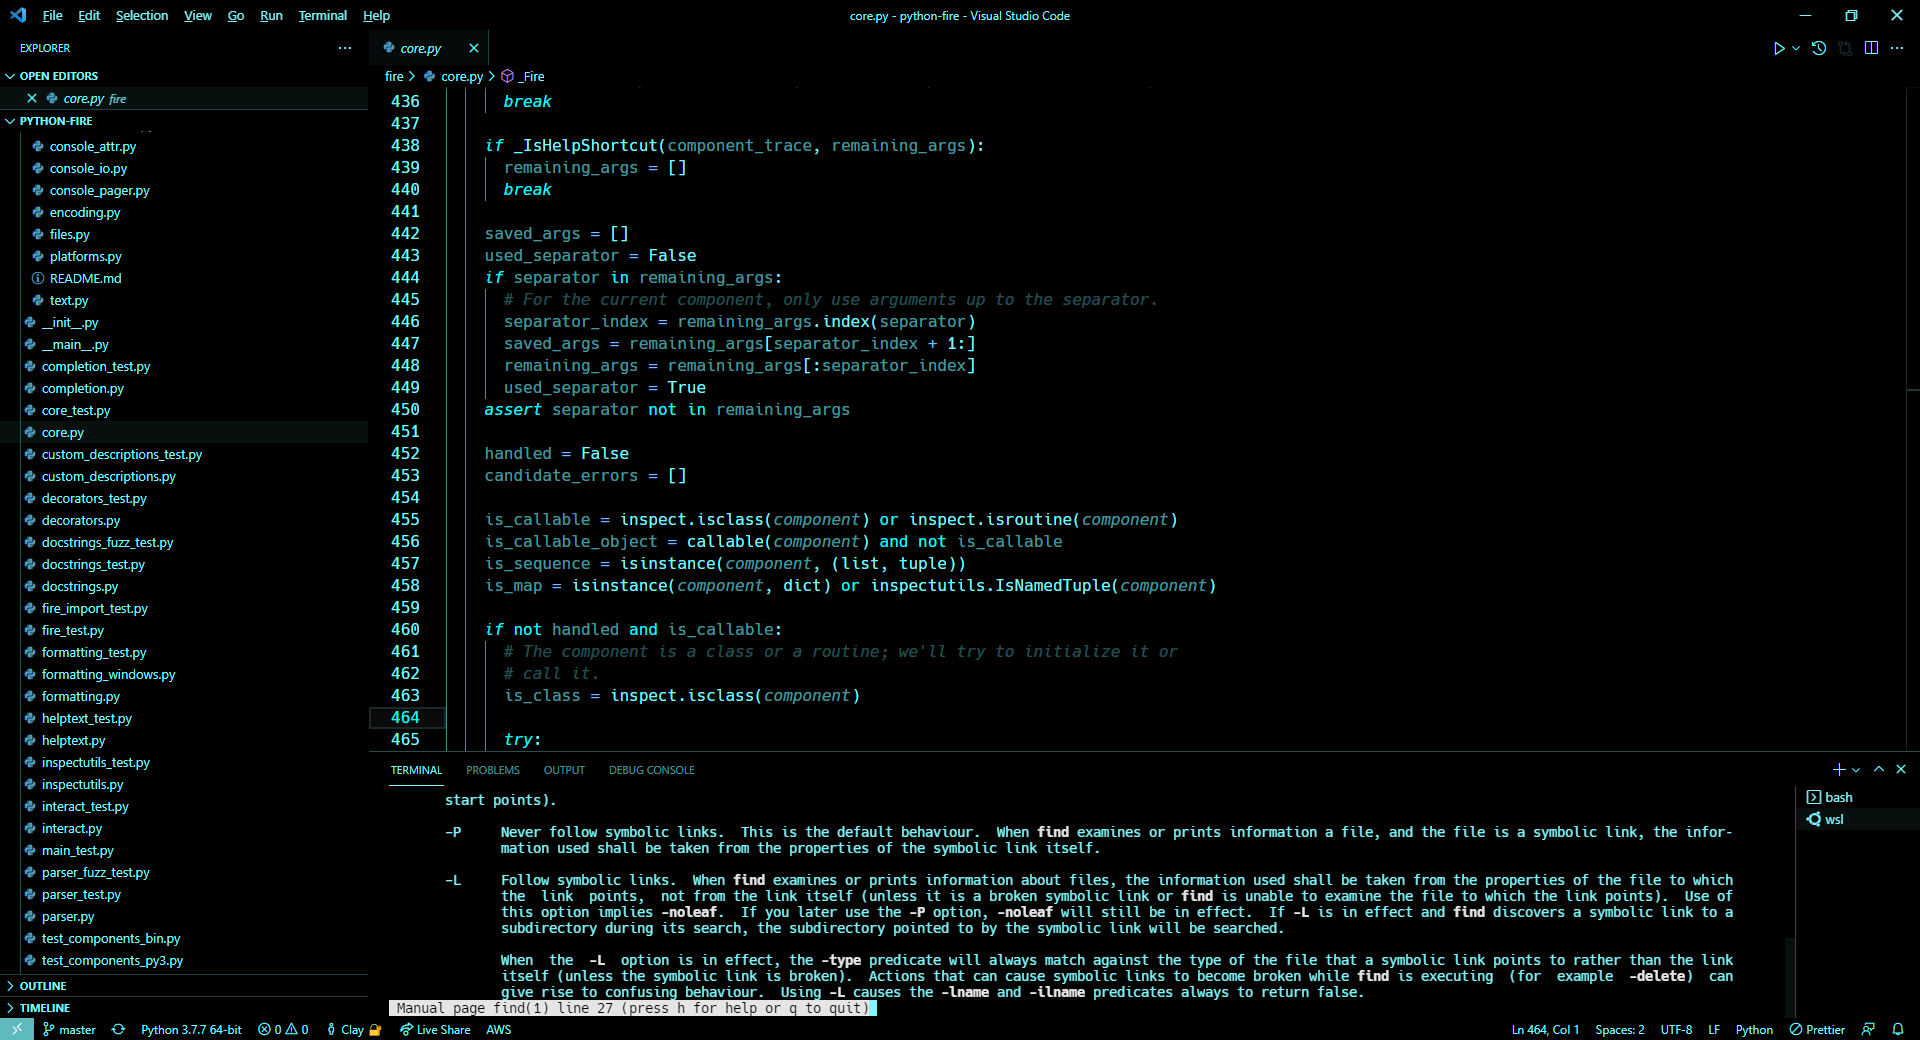 File Edit Selection View Go Run Terminal Help
core.py - python-fire - Visual Studio Code
EXPLORER
OPEN EDITORS
core.py fire
PYTHON-FIRE
console_attr.py
console_io.py
console_pager.py
encoding.py
files.py
platforms.py
README.md
text.py
__init__.py
__main__.py
completion_test.py
completion.py
core_test.py
core.py
custom_descriptions_test.py
custom_descriptions.py
decorators_test.py
decorators.py
docstrings_fuzz_test.py
docstrings_test.py
docstrings.py
fire_import_test.py
fire_test.py
formatting_test.py
formatting_windows.py
formatting.py
helptext_test.py
helptext.py
inspectutils_test.py
inspectutils.py
interact_test.py
interact.py
main_test.py
parser_fuzz_test.py
parser_test.py
parser.py
test_components_bin.py
test_components_py3.py
OUTLINE
TIMELINE
core.py
fire > core.py > _Fire
436 break
437
438 if _IsHelpShortcut(component_trace, remaining_args):
439 remaining_args = []
440 break
441
442 saved_args = []
443 used_separator = False
444 if separator in remaining_args:
445 # For the current component, only use arguments up to the separator.
446 separator_index = remaining_args.index(separator)
447 saved_args = remaining_args[separator_index + 1:]
448 remaining_args = remaining_args[:separator_index]
449 used_separator = True
450 assert separator not in remaining_args
451
452 handled = False
453 candidate_errors = []
454
455 is_callable = inspect.isclass(component) or inspect.isroutine(component)
456 is_callable_object = callable(component) and not is_callable
457 is_sequence = isinstance(component, (list, tuple))
458 is_map = isinstance(component, dict) or inspectutils.IsNamedTuple(component)
459
460 if not handled and is_callable:
461 # The component is a class or a routine; we'll try to initialize it or
462 # call it.
463 is_class = inspect.isclass(component)
464
465 try:
TERMINAL PROBLEMS OUTPUT DEBUG CONSOLE
start points).
-P Never follow symbolic links. This is the default behaviour. When find examines or prints information a file, and the file is a symbolic link, the infor-
mation used shall be taken from the properties of the symbolic link itself.
-L Follow symbolic links. When find examines or prints information about files, the information used shall be taken from the properties of the file to which
the link points, not from the link itself (unless it is a broken symbolic link or find is unable to examine the file to which the link points). Use of
this option implies -noleaf. If you later use the -P option, -noleaf will still be in effect. If -L is in effect and find discovers a symbolic link to a
subdirectory during its search, the subdirectory pointed to by the symbolic link will be searched.
When the -L option is in effect, the -type predicate will always match against the type of the file that a symbolic link points to rather than the link
itself (unless the symbolic link is broken). Actions that can cause symbolic links to become broken while find is executing (for example -delete) can
give rise to confusing behaviour. Using -L causes the -lname and -ilname predicates always to return false.
Manual page find(1) line 27 (press h for help or q to quit)
bash
wsl
master Python 3.7.7 64-bit 0 0 Clay Live Share AWS
Ln 464, Col 1 Spaces: 2 UTF-8 LF Python Prettier